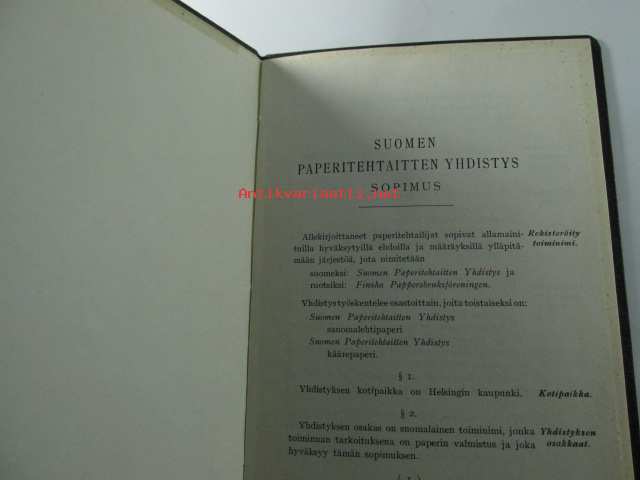 SUOMEN
PAPERITEHTAITTEN YHDISTYS
Antikvariaatti.net
SOPIMUS
Allekirjoittaneet paperitehtailijat sopivat allamaini- Rekisteröity
tuilla hyväksytyillä ehdoilla ja määräyksillä ylläpitä- toiminimi.
mään järjestöä, jota nimitetään
suomeksi: Suomen Paperitehtaitten Yhdistys ja
ruotsiksi: Finska Pappersbruksföreningen.
Yhdistys työskentelee osastoittain, joita toistaiseksi on:
Suomen Paperitehtaitten Yhdistys
sanomalehtipaperi
Suomen Paperitehtaitten Yhdistys
käärepaperi.
§ 1.
Yhdistyksen kotipaikka on Helsingin kaupunki. Kotipaikka.
§ 2.
Yhdistyksen osakas on suomalainen toiminimi, jonka Yhdistyksen
toiminnan tarkoituksena on paperin valmistus ja joka osakkaat.
hyväksyy tämän sopimuksen.